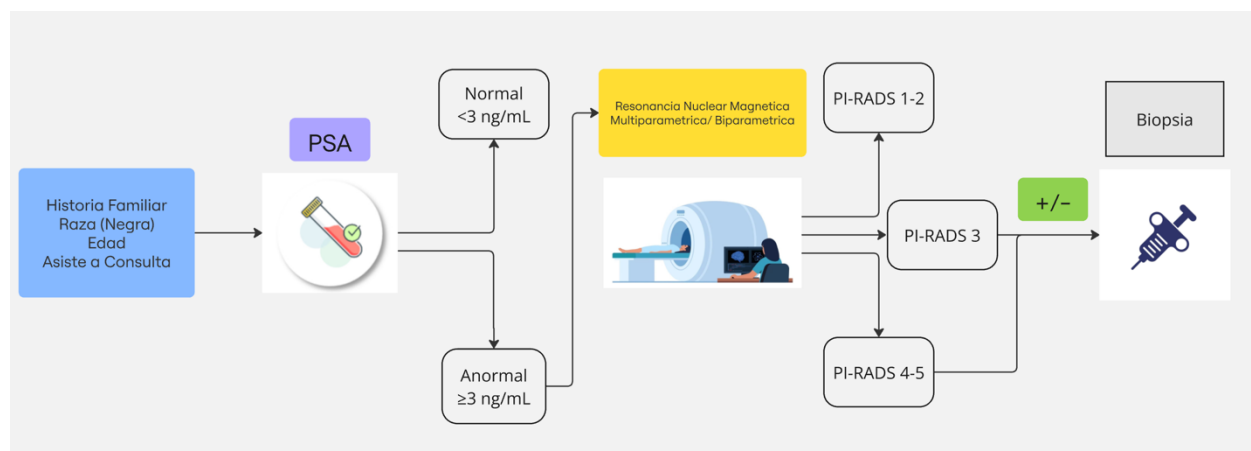 Historia Familiar
Raza (Negra)
Edad
Asiste a Consulta
PSA
Normal
<3 ng/mL
Anormal
≥3 ng/mL
Resonancia Nuclear Magnetica
Multiparametrica/ Biparametrica
PI-RADS 1-2
PI-RADS 3
PI-RADS 4-5
+/-
Biopsia